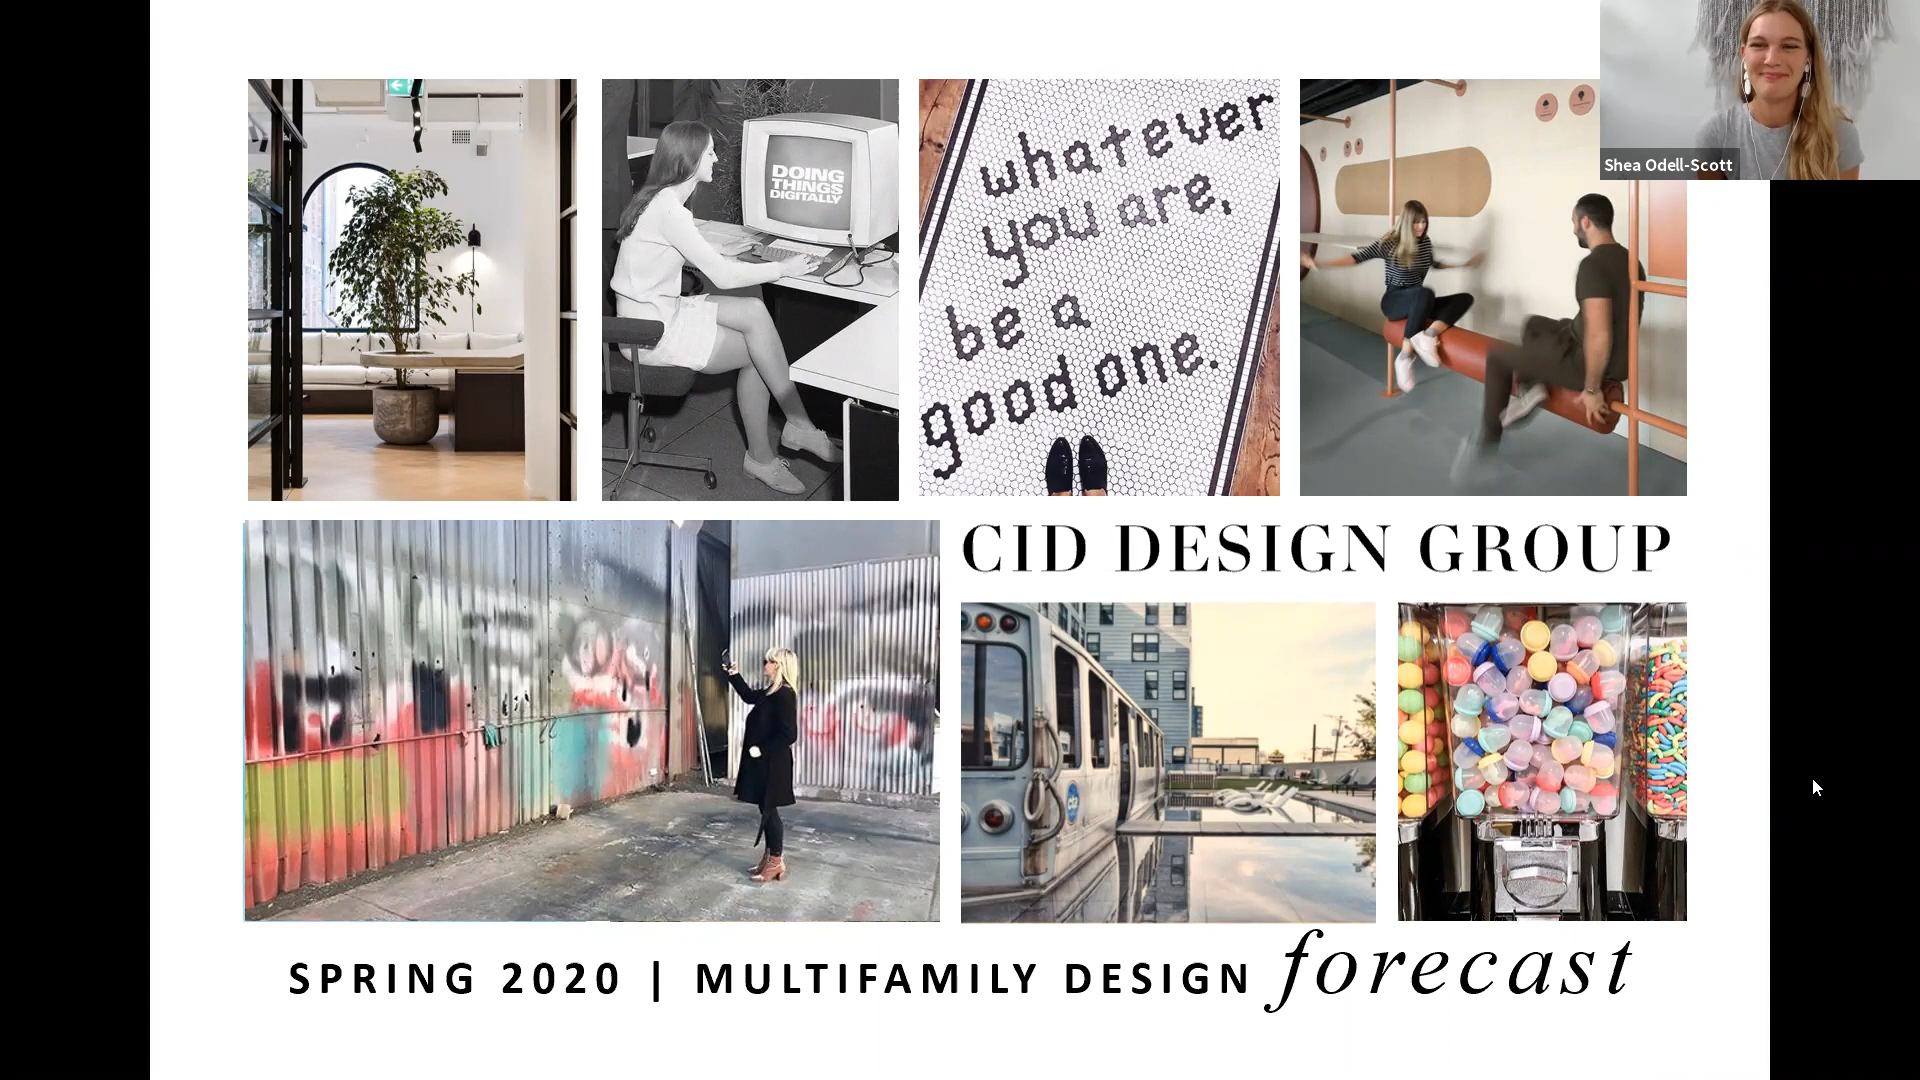 Shea Odell-Scott
DOING
THINGS
DIGITALLY
whatever
you are,
be a
good one.
CID DESIGN GROUP
cta
SPRING 2020 | MULTIFAMILY DESIGN forecast